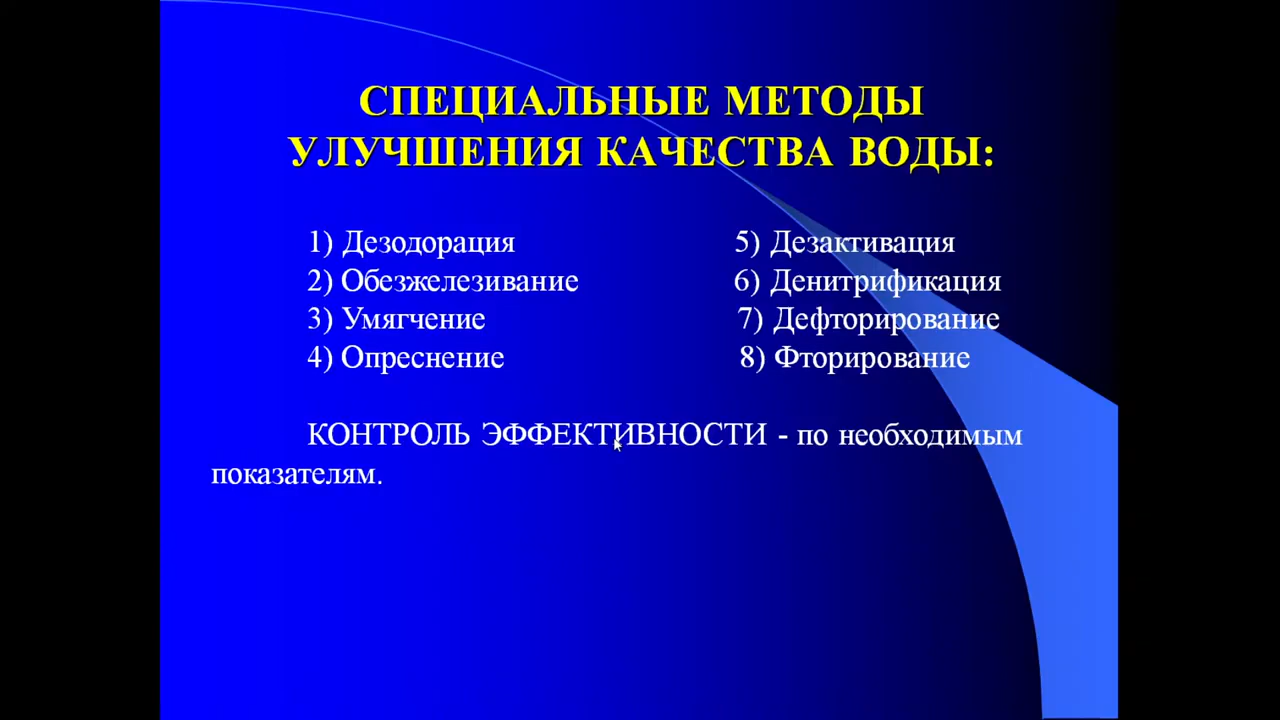 СПЕЦИАЛЬНЫЕ МЕТОДЫ
УЛУЧШЕНИЯ КАЧЕСТВА ВОДЫ:
1) Дезодорация 5) Дезактивация
2) Обезжелезивание 6) Денитрификация
3) Умягчение 7) Дефторирование
4) Опреснение 8) Фторирование
КОНТРОЛЬ ЭФФЕКТИВНОСТИ - по необходимым
показателям.